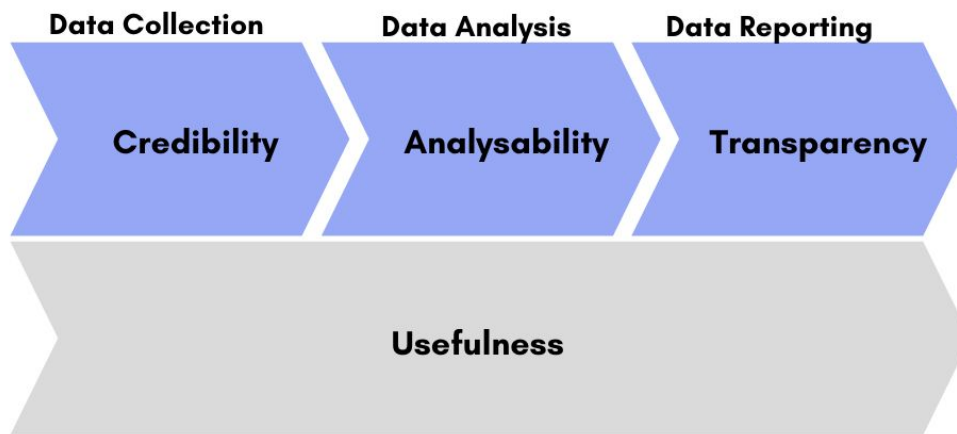 Data Collection
Data Analysis
Data Reporting
Credibility
Analysability
Transparency
Usefulness